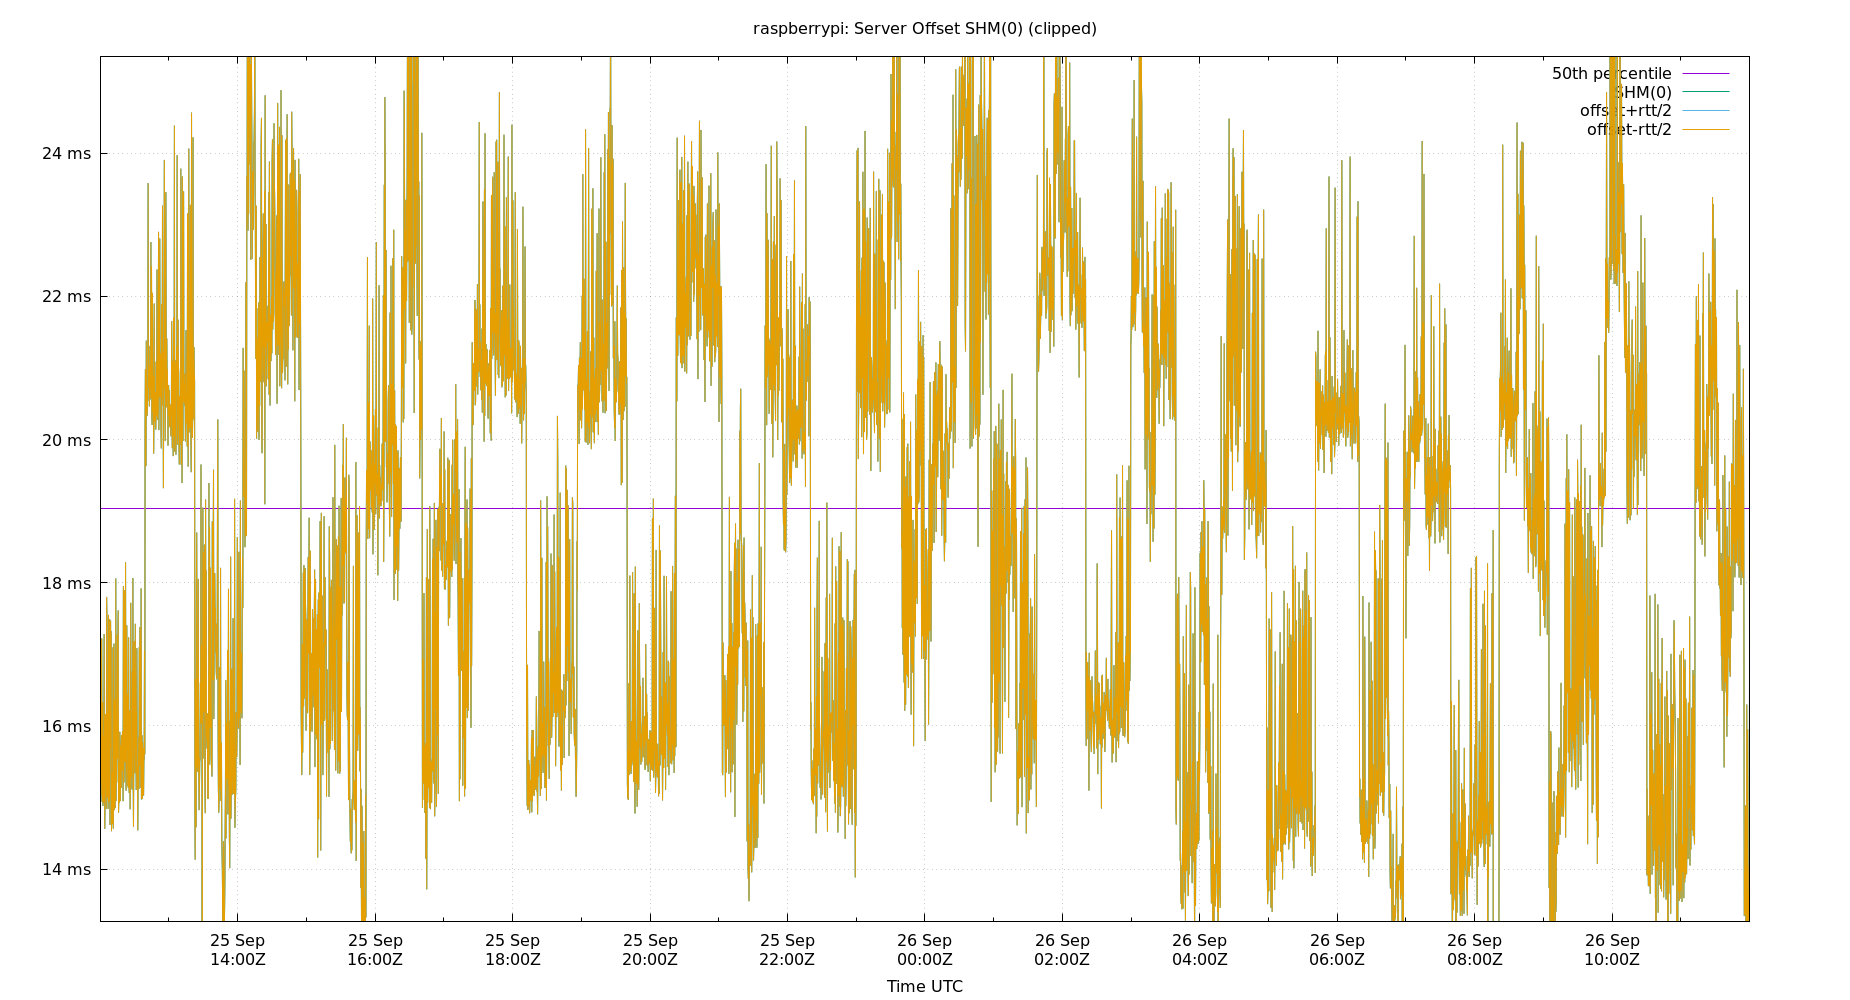 raspberrypi: Server Offset SHM(0) (clipped)
50th percentile
SHM(0)
offset+rtt/2
offset-rtt/2
24 ms
22 ms
20 ms
18 ms
16 ms
14 ms
25 Sep 25 Sep 25 Sep 25 Sep 25 Sep 26 Sep 26 Sep 26 Sep 26 Sep 26 Sep 26 Sep
14:00Z 16:00Z 18:00Z 20:00Z 22:00Z 00:00Z 02:00Z 04:00Z 06:00Z 08:00Z 10:00Z
Time UTC